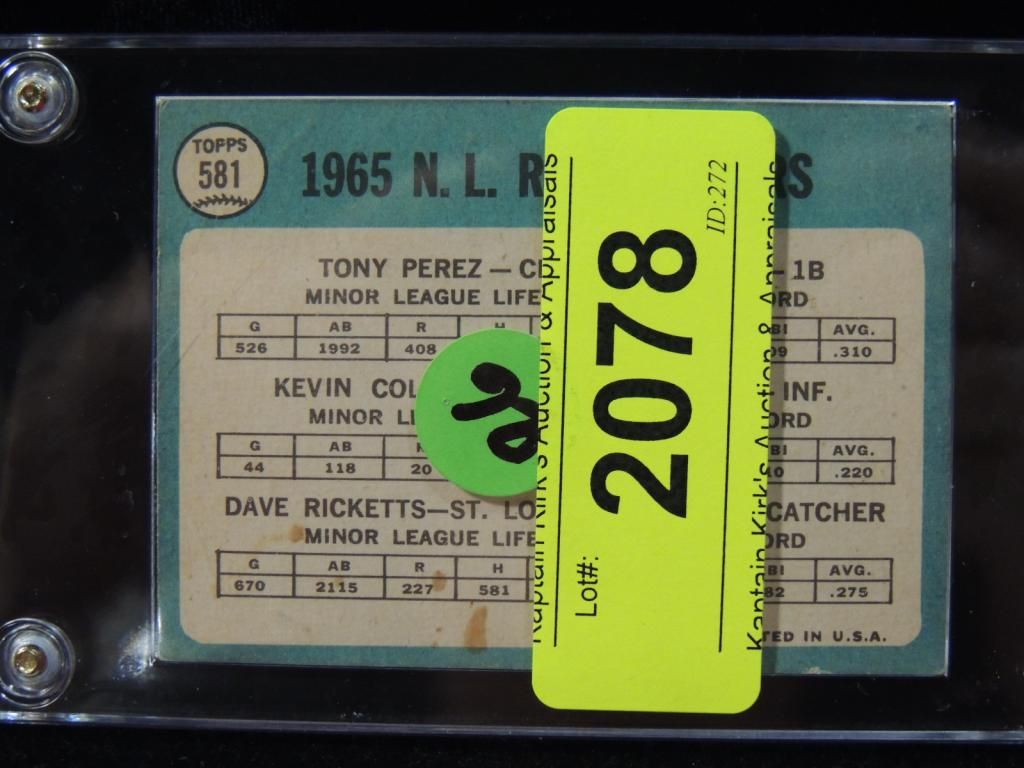 TOPPS
581
1965 N. L. R RS
TONY PEREZ — C - 1B
MINOR LEAGUE LIFE ORD
G AB R H BI AVG.
526 1992 408 09 .310
KEVIN COL INF.
MINOR LE ORD
G AB BI AVG.
44 118 20 .220
DAVE RICKETTS—ST. LO CATCHER
MINOR LEAGUE LIFE ORD
G AB R H BI AVG.
670 2115 227 581 82 .275
TED IN U.S.A.
Kaptain Kirk's Auction & Appraisals
Lot#:
2078
ID:272
Kaptain Kirk's Auction & Appraisals